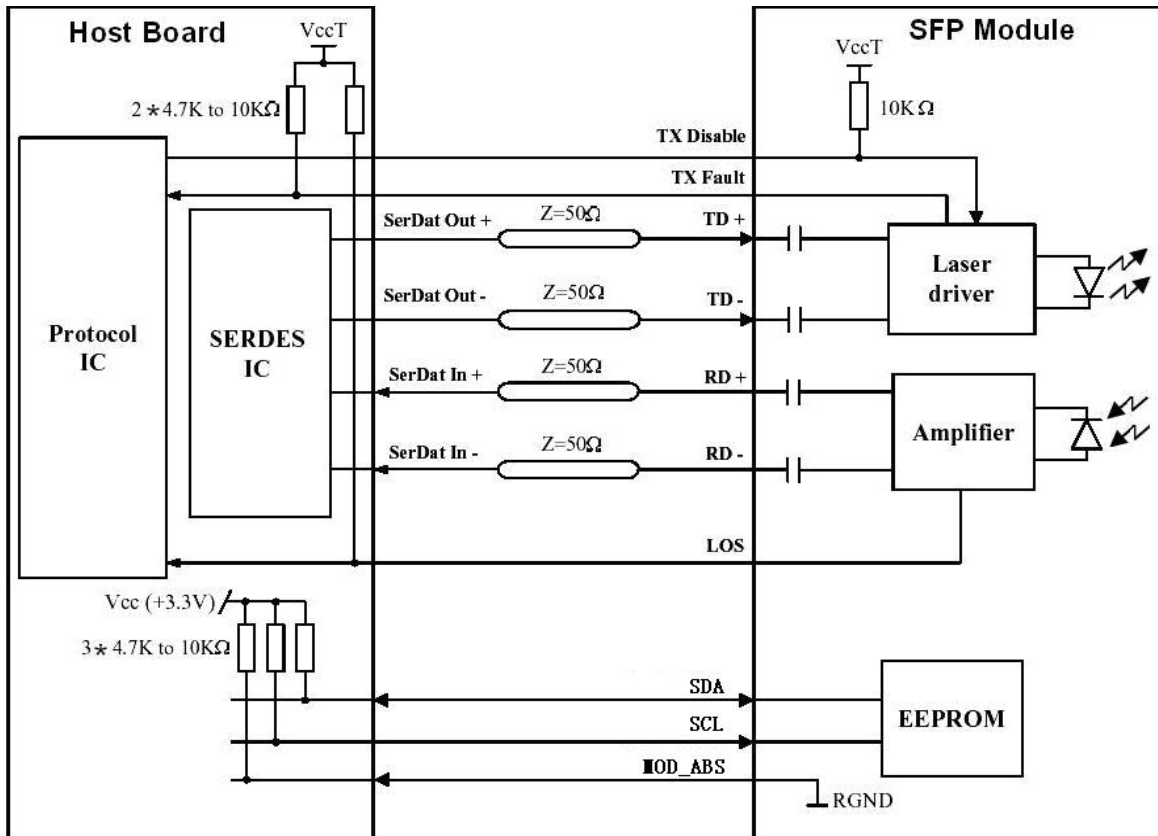 Host Board
SFP Module
VccT
VccT
2*4.7K to 10KΩ
10KΩ
TX Disable
TX Fault
SerDat Out +
Z=50Ω
TD +
SerDat Out -
Z=50Ω
TD -
Laser
driver
Protocol
IC
SERDES
IC
SerDat In +
Z=50Ω
RD +
SerDat In -
Z=50Ω
RD -
Amplifier
LOS
Vcc (+3.3V)
3*4.7K to 10KΩ
SDA
SCL
MOD_ABS
EEPROM
RGND